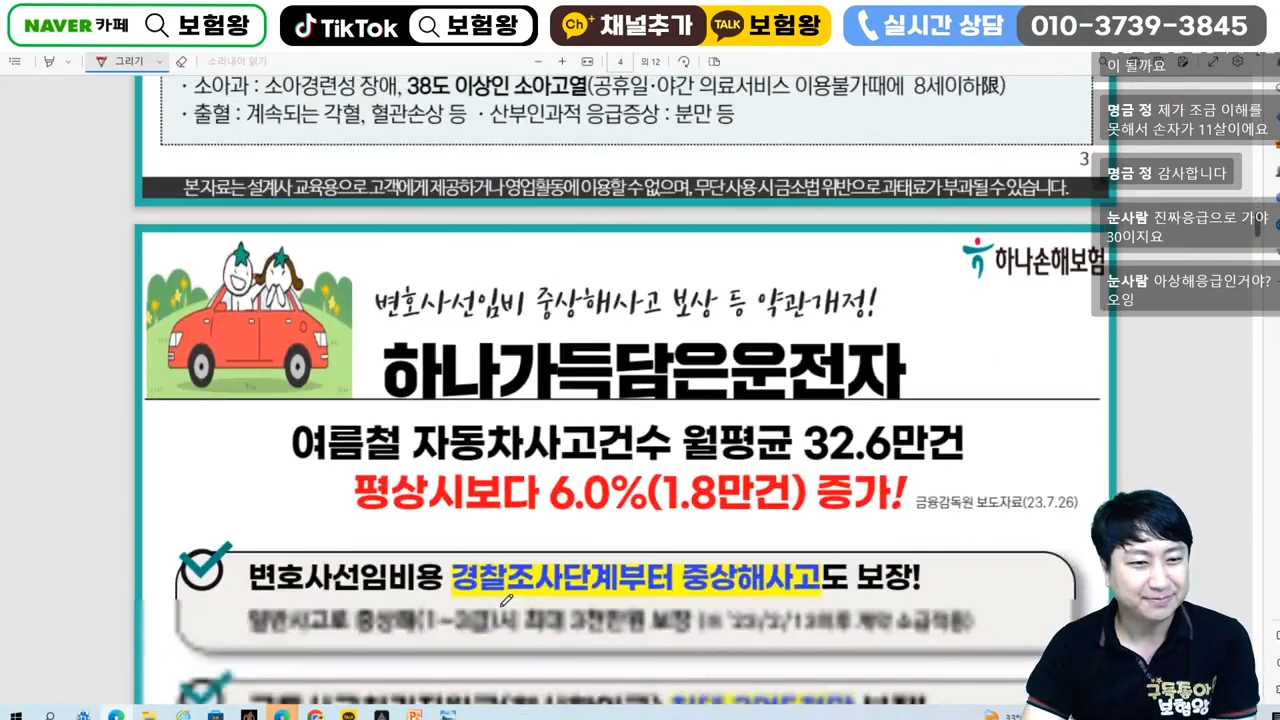 NAVER 카페 보험왕
TikTok 보험왕
Ch+ 채널추가 TALK 보험왕
실시간 상담 010-3739-3845
그리기
소리내어 읽기
4 의 12
· 소아과 : 소아경련성 장애, 38도 이상인 소아고열(공휴일·야간 의료서비스 이용불가때에 8세이하限)
· 출혈 : 계속되는 각혈, 혈관손상 등 · 산부인과적 응급증상 : 분만 등
3
본 자료는 설계사 교육용으로 고객에게 제공하거나 영업활동에 이용할 수 없으며, 무단 사용 시 금소법 위반으로 과태료가 부과될 수 있습니다.
하나손해보험
변호사선임비 중상해사고 보상 등 약관개정!
하나가득담은운전자
여름철 자동차사고건수 월평균 32.6만건
평상시보다 6.0%(1.8만건) 증가!
금융감독원 보도자료(23.7.26)
변호사선임비용 경찰조사단계부터 중상해사고도 보장!
이 될까요
명금 정 제가 조금 이해를
못해서 손자가 11살이에요
명금 정 감사합니다
눈사람 진짜응급으로 가야
30이지요
눈사람 아상해응급인거야?
오잉
구독좋아
보험왕
33°